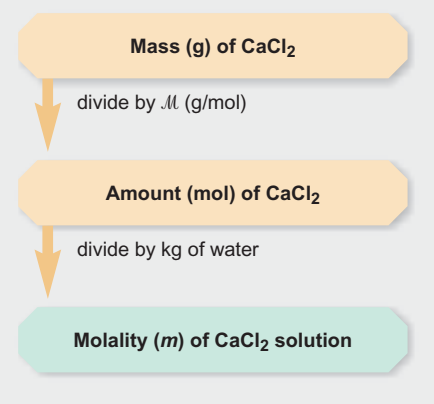 Mass (g) of CaCl₂
divide by ℳ (g/mol)
Amount (mol) of CaCl₂
divide by kg of water
Molality (m) of CaCl₂ solution